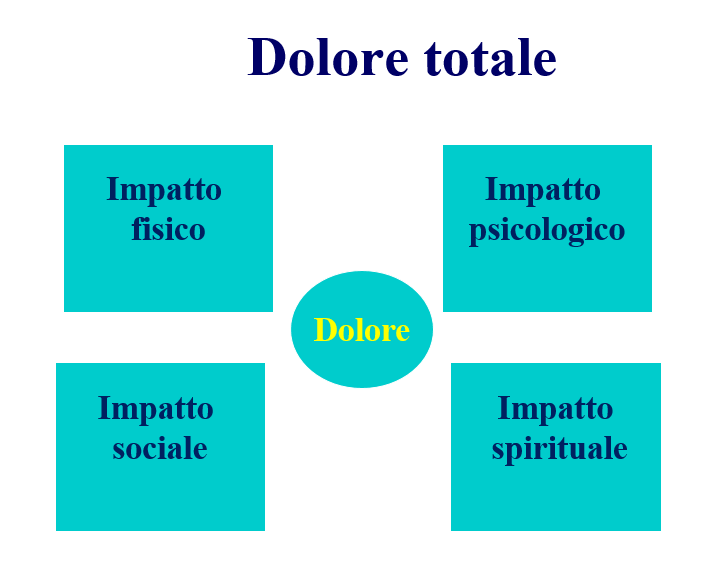 Dolore totale
Impatto
fisico
Impatto
psicologico
Dolore
Impatto
sociale
Impatto
spirituale